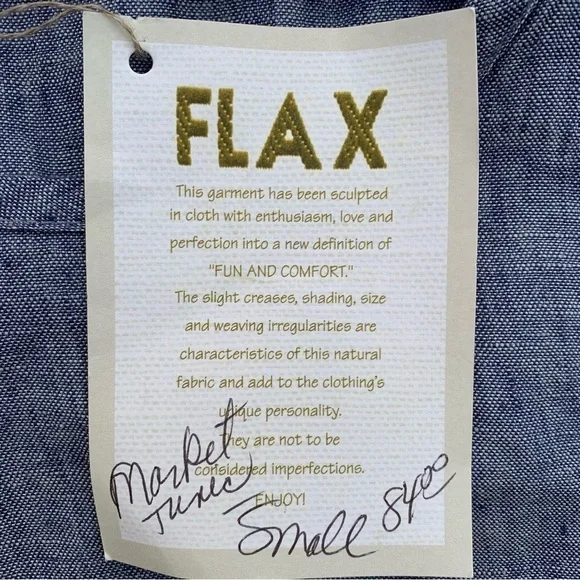 FLAX
This garment has been sculpted
in cloth with enthusiasm, love and
perfection into a new definition of
"FUN AND COMFORT."
The slight creases, shading, size
and weaving irregularities are
characteristics of this natural
fabric and add to the clothing's
unique personality.
They are not to be
considered imperfections.
ENJOY!
Market
Tunic
Small 84⁰⁰